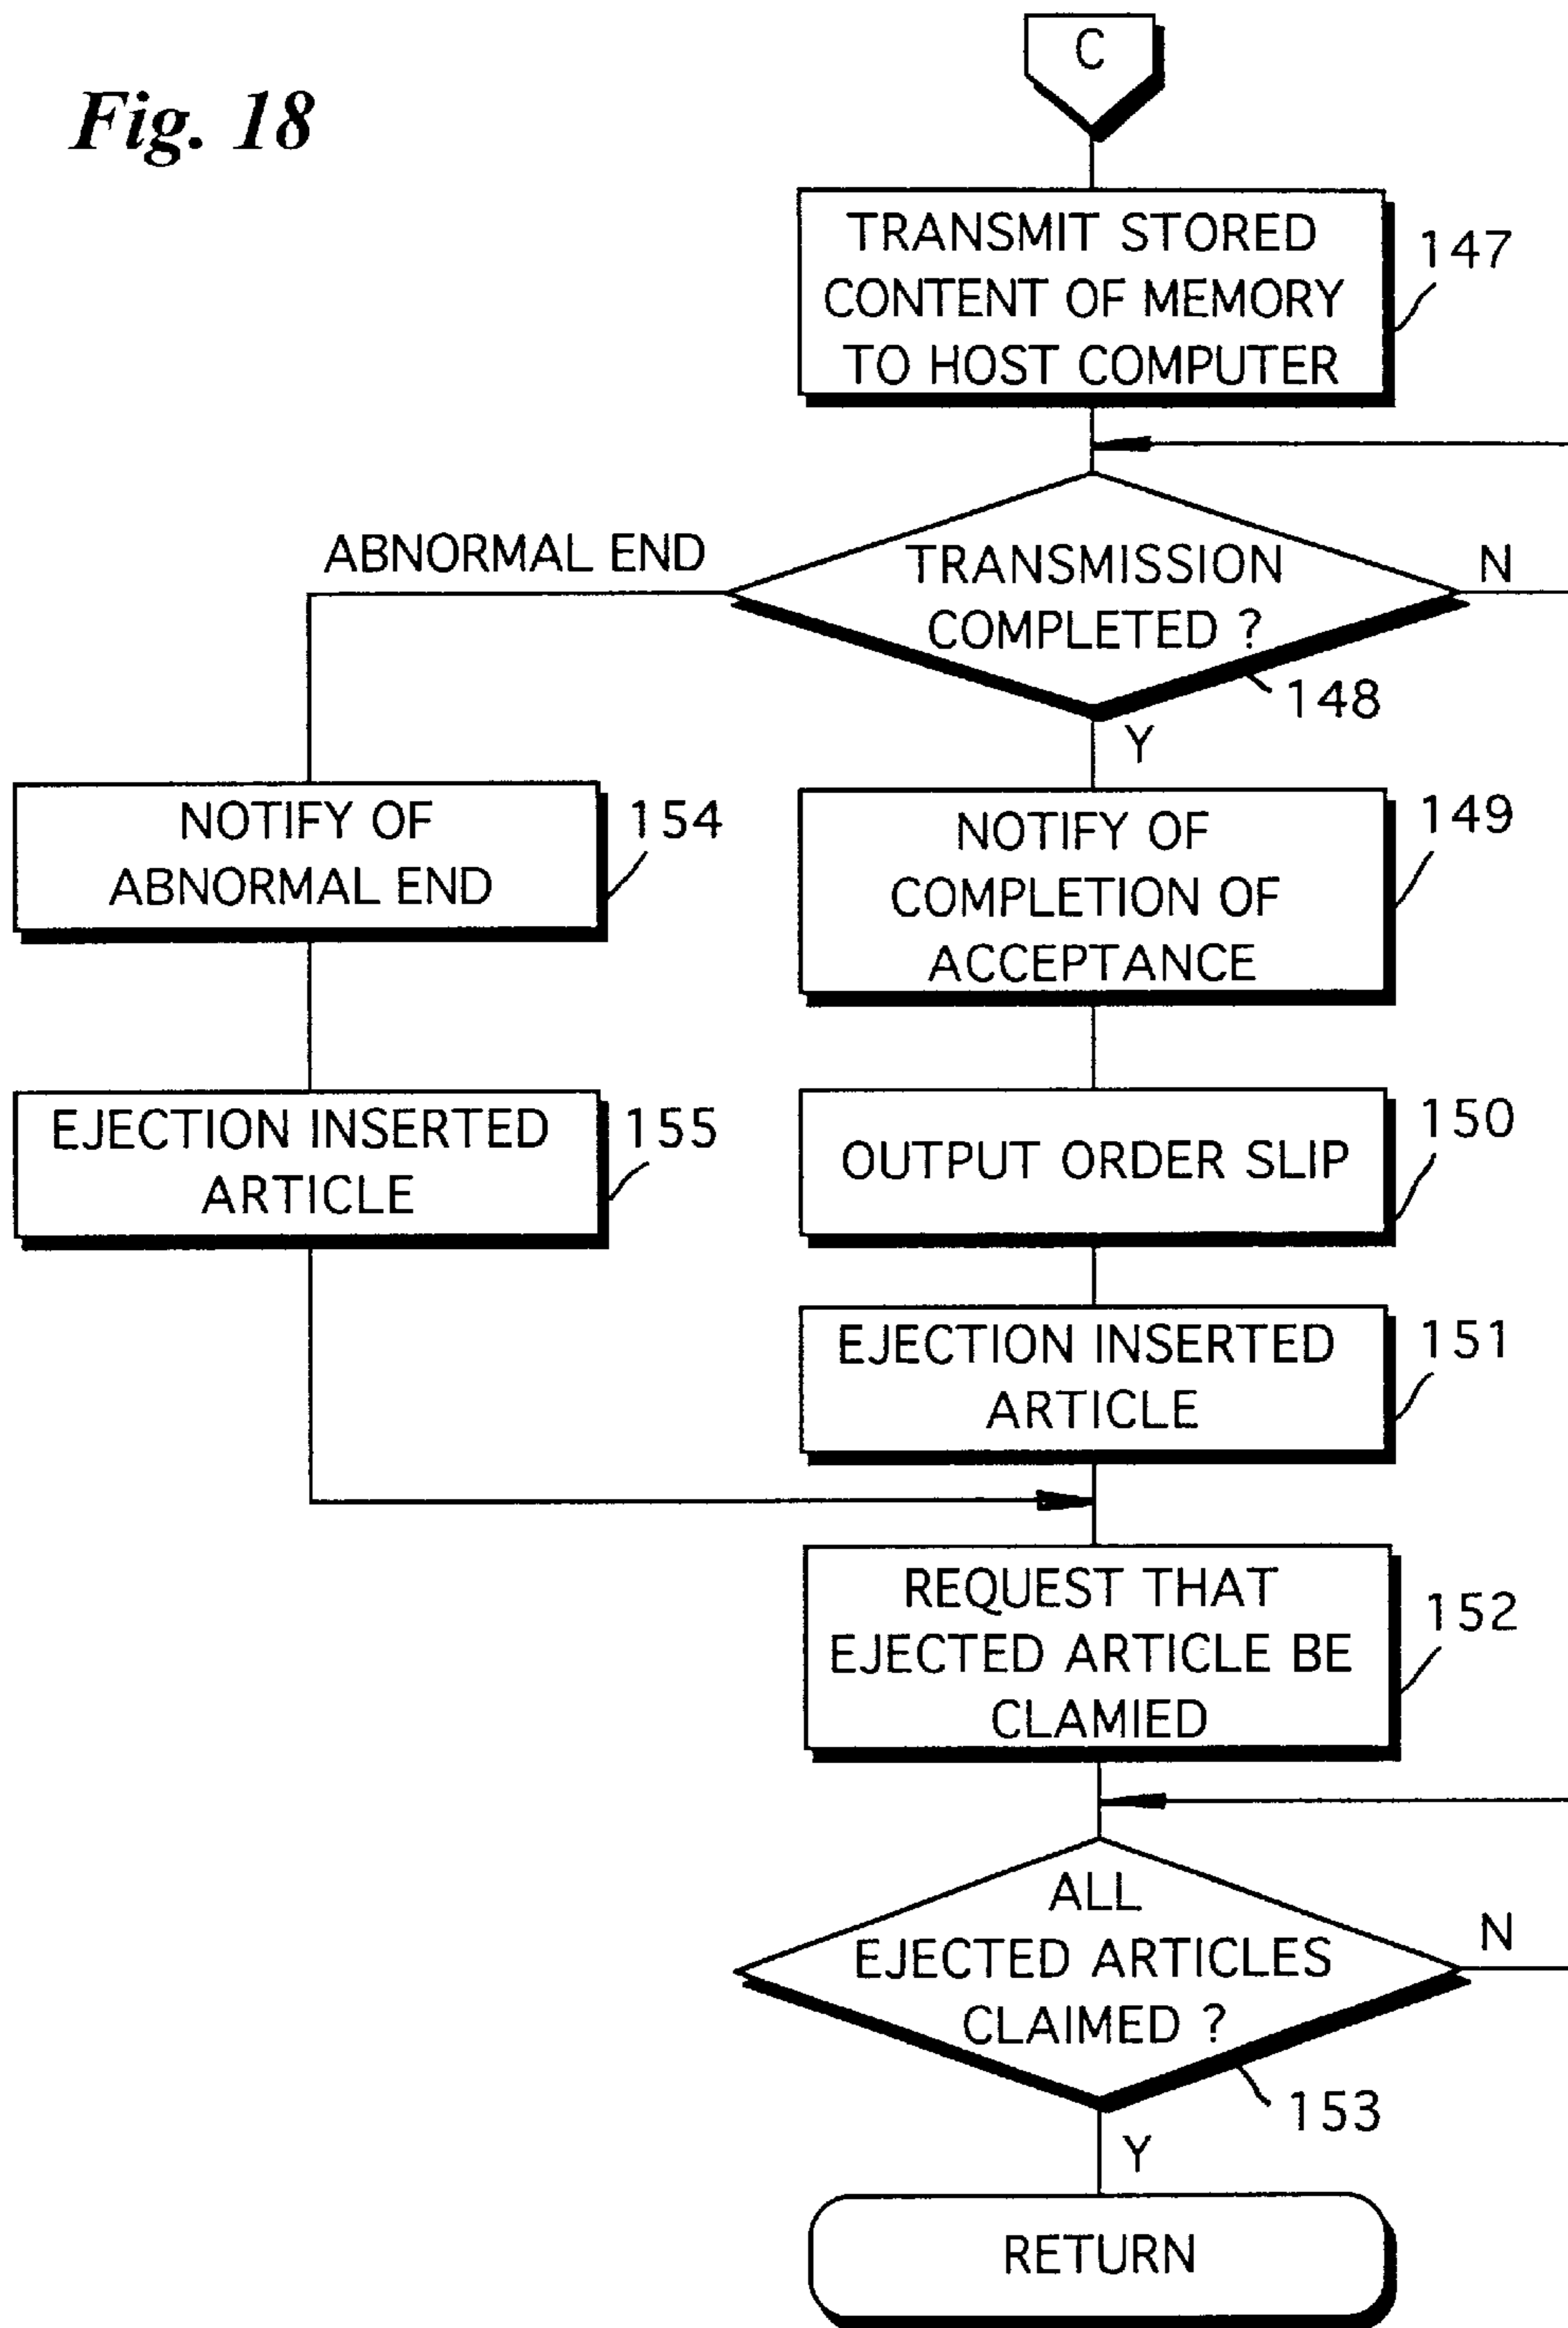 Fig. 18
C
TRANSMIT STORED
CONTENT OF MEMORY
TO HOST COMPUTER
147
ABNORMAL END
TRANSMISSION
COMPLETED ?
N
148
Y
NOTIFY OF
ABNORMAL END
154
NOTIFY OF
COMPLETION OF
ACCEPTANCE
149
EJECTION INSERTED
ARTICLE
155
OUTPUT ORDER SLIP
150
EJECTION INSERTED
ARTICLE
151
REQUEST THAT
EJECTED ARTICLE BE
CLAMIED
152
ALL
EJECTED ARTICLES
CLAIMED ?
N
153
Y
RETURN